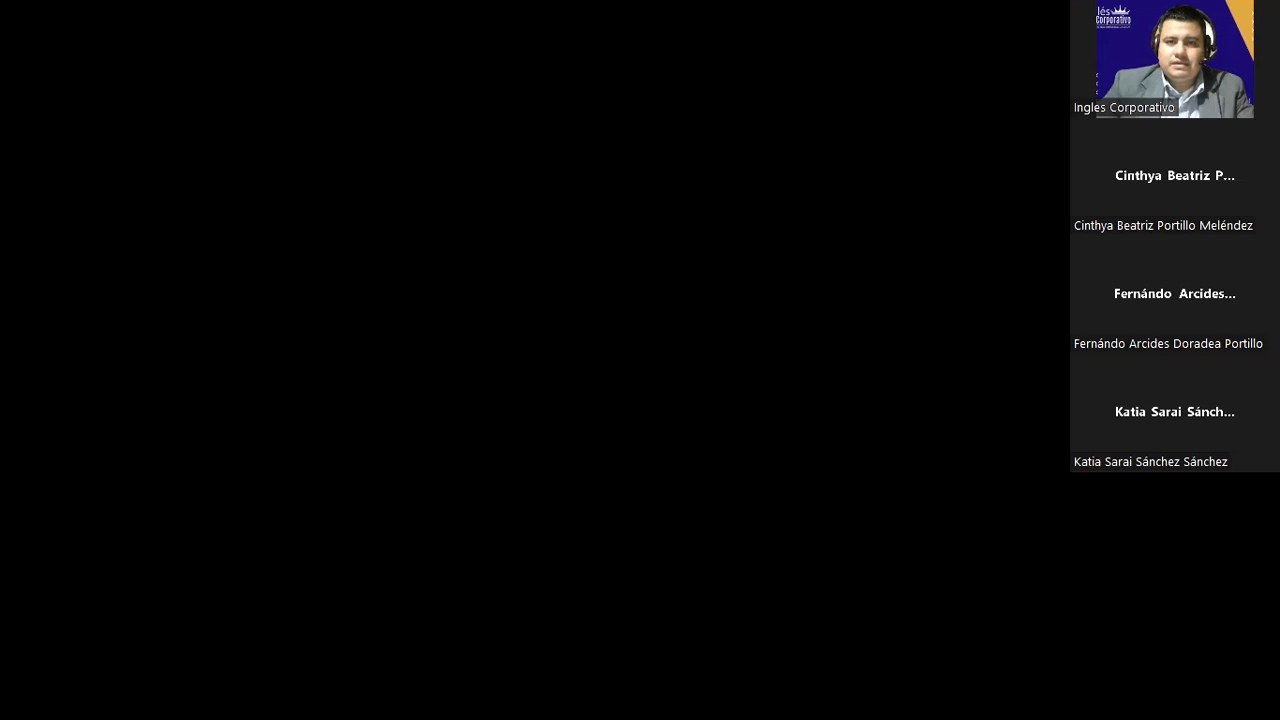 lés
Corporativo
Ingles Corporativo
Cinthya Beatriz P...
Cinthya Beatriz Portillo Meléndez
Fernándo Arcides...
Fernándo Arcides Doradea Portillo
Katia Sarai Sánch...
Katia Sarai Sánchez Sánchez